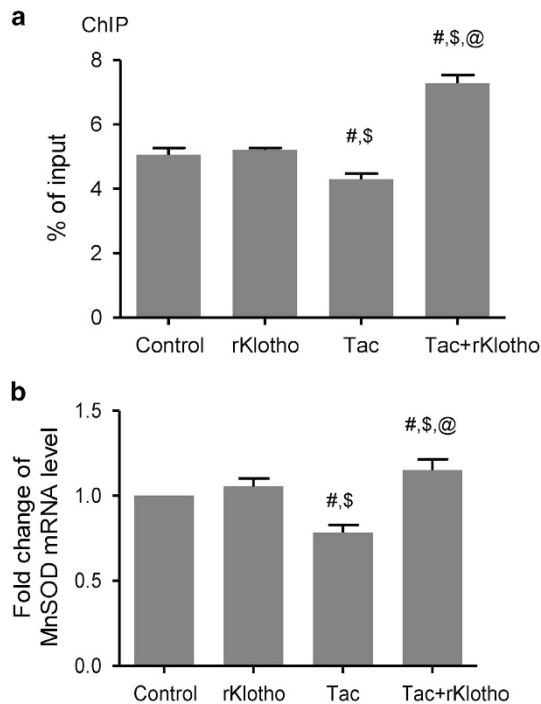 a
ChIP
#,$,@
8
6
#,$
4
2
0
% of input
Control rKlotho Tac Tac+rKlotho
b
1.5
#,$,@
1.0
#,$
0.5
0.0
Fold change of
MnSOD mRNA level
Control rKlotho Tac Tac+rKlotho